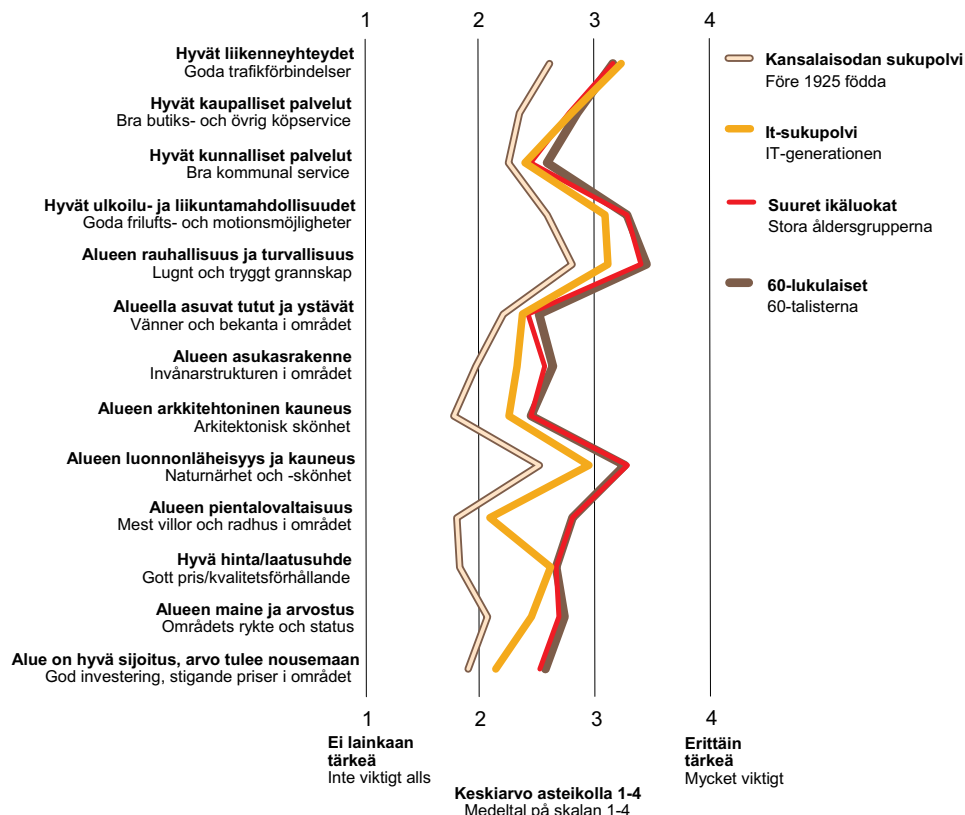 1 2 3 4
Hyvät liikenneyhteydet
Goda trafikförbindelser
Hyvät kaupalliset palvelut
Bra butiks- och övrig köpservice
Hyvät kunnalliset palvelut
Bra kommunal service
Hyvät ulkoilu- ja liikuntamahdollisuudet
Goda frilufts- och motionsmöjligheter
Alueen rauhallisuus ja turvallisuus
Lugnt och tryggt grannskap
Alueella asuvat tutut ja ystävät
Vänner och bekanta i området
Alueen asukasrakenne
Invånarstrukturen i området
Alueen arkkitehtoninen kauneus
Arkitektonisk skönhet
Alueen luonnonläheisyys ja kauneus
Naturnärhet och -skönhet
Alueen pientalovaltaisuus
Mest villor och radhus i området
Hyvä hinta/laatusuhde
Gott pris/kvalitetsförhållande
Alueen maine ja arvostus
Områdets rykte och status
Alue on hyvä sijoitus, arvo tulee nousemaan
God investering, stigande priser i området
Kansalaisodan sukupolvi
Före 1925 födda
It-sukupolvi
IT-generationen
Suuret ikäluokat
Stora åldersgrupperna
60-lukulaiset
60-talisterna
1 2 3 4
Ei lainkaan
tärkeä
Inte viktigt alls
Erittäin
tärkeä
Mycket viktigt
Keskiarvo asteikolla 1-4
Medeltal på skalan 1-4